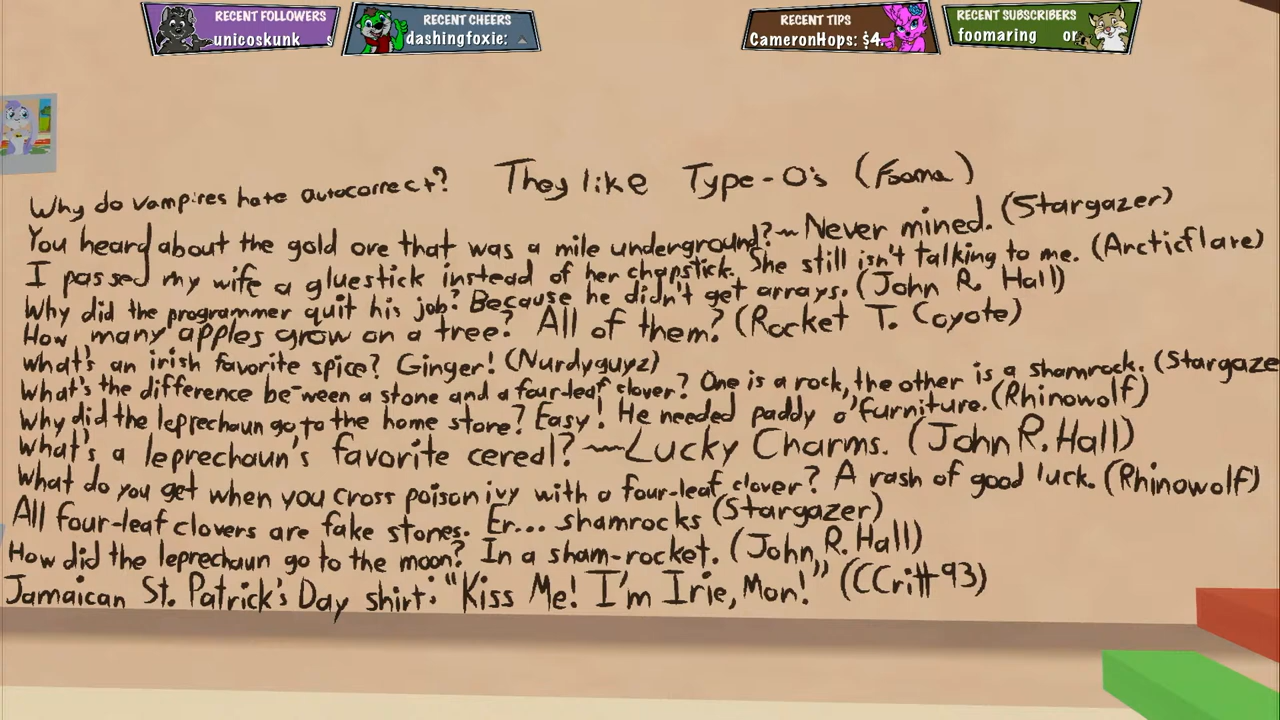 RECENT FOLLOWERS
unicoskunk
RECENT CHEERS
dashingfoxie:
RECENT TIPS
CameronHops: $4
RECENT SUBSCRIBERS
foomaring or
Why do vampires hate autocorrect? They like Type-O's (Fooma)
You heard about the gold ore that was a mile underground?~ Never mined. (Stargazer)
I passed my wife a gluestick instead of her chapstick. She still isn't talking to me. (Arcticflare)
Why did the programmer quit his job? Because he didn't get arrays. (John R. Hall)
How many apples grow on a tree? All of them? (Rocket T. Coyote)
What's an irish favorite spice? Ginger! (Nurdyguyz)
What's the difference be-ween a stone and a four-leaf clover? One is a rock, the other is a shamrock. (Stargaze
Why did the leprechaun go to the home store? Easy! He needed paddy o'furniture. (Rhinowolf)
What's a leprechaun's favorite cereal? ~Lucky Charms. (John R. Hall)
What do you get when you cross poison ivy with a four-leaf clover? A rash of good luck. (Rhinowolf)
All four-leaf clovers are fake stones. Er... shamrocks (Stargazer)
How did the leprechaun go to the moon? In a sham-rocket. (John R. Hall)
Jamaican St. Patrick's Day shirt: "Kiss Me! I'm Irie, Mon!" (CCritt93)